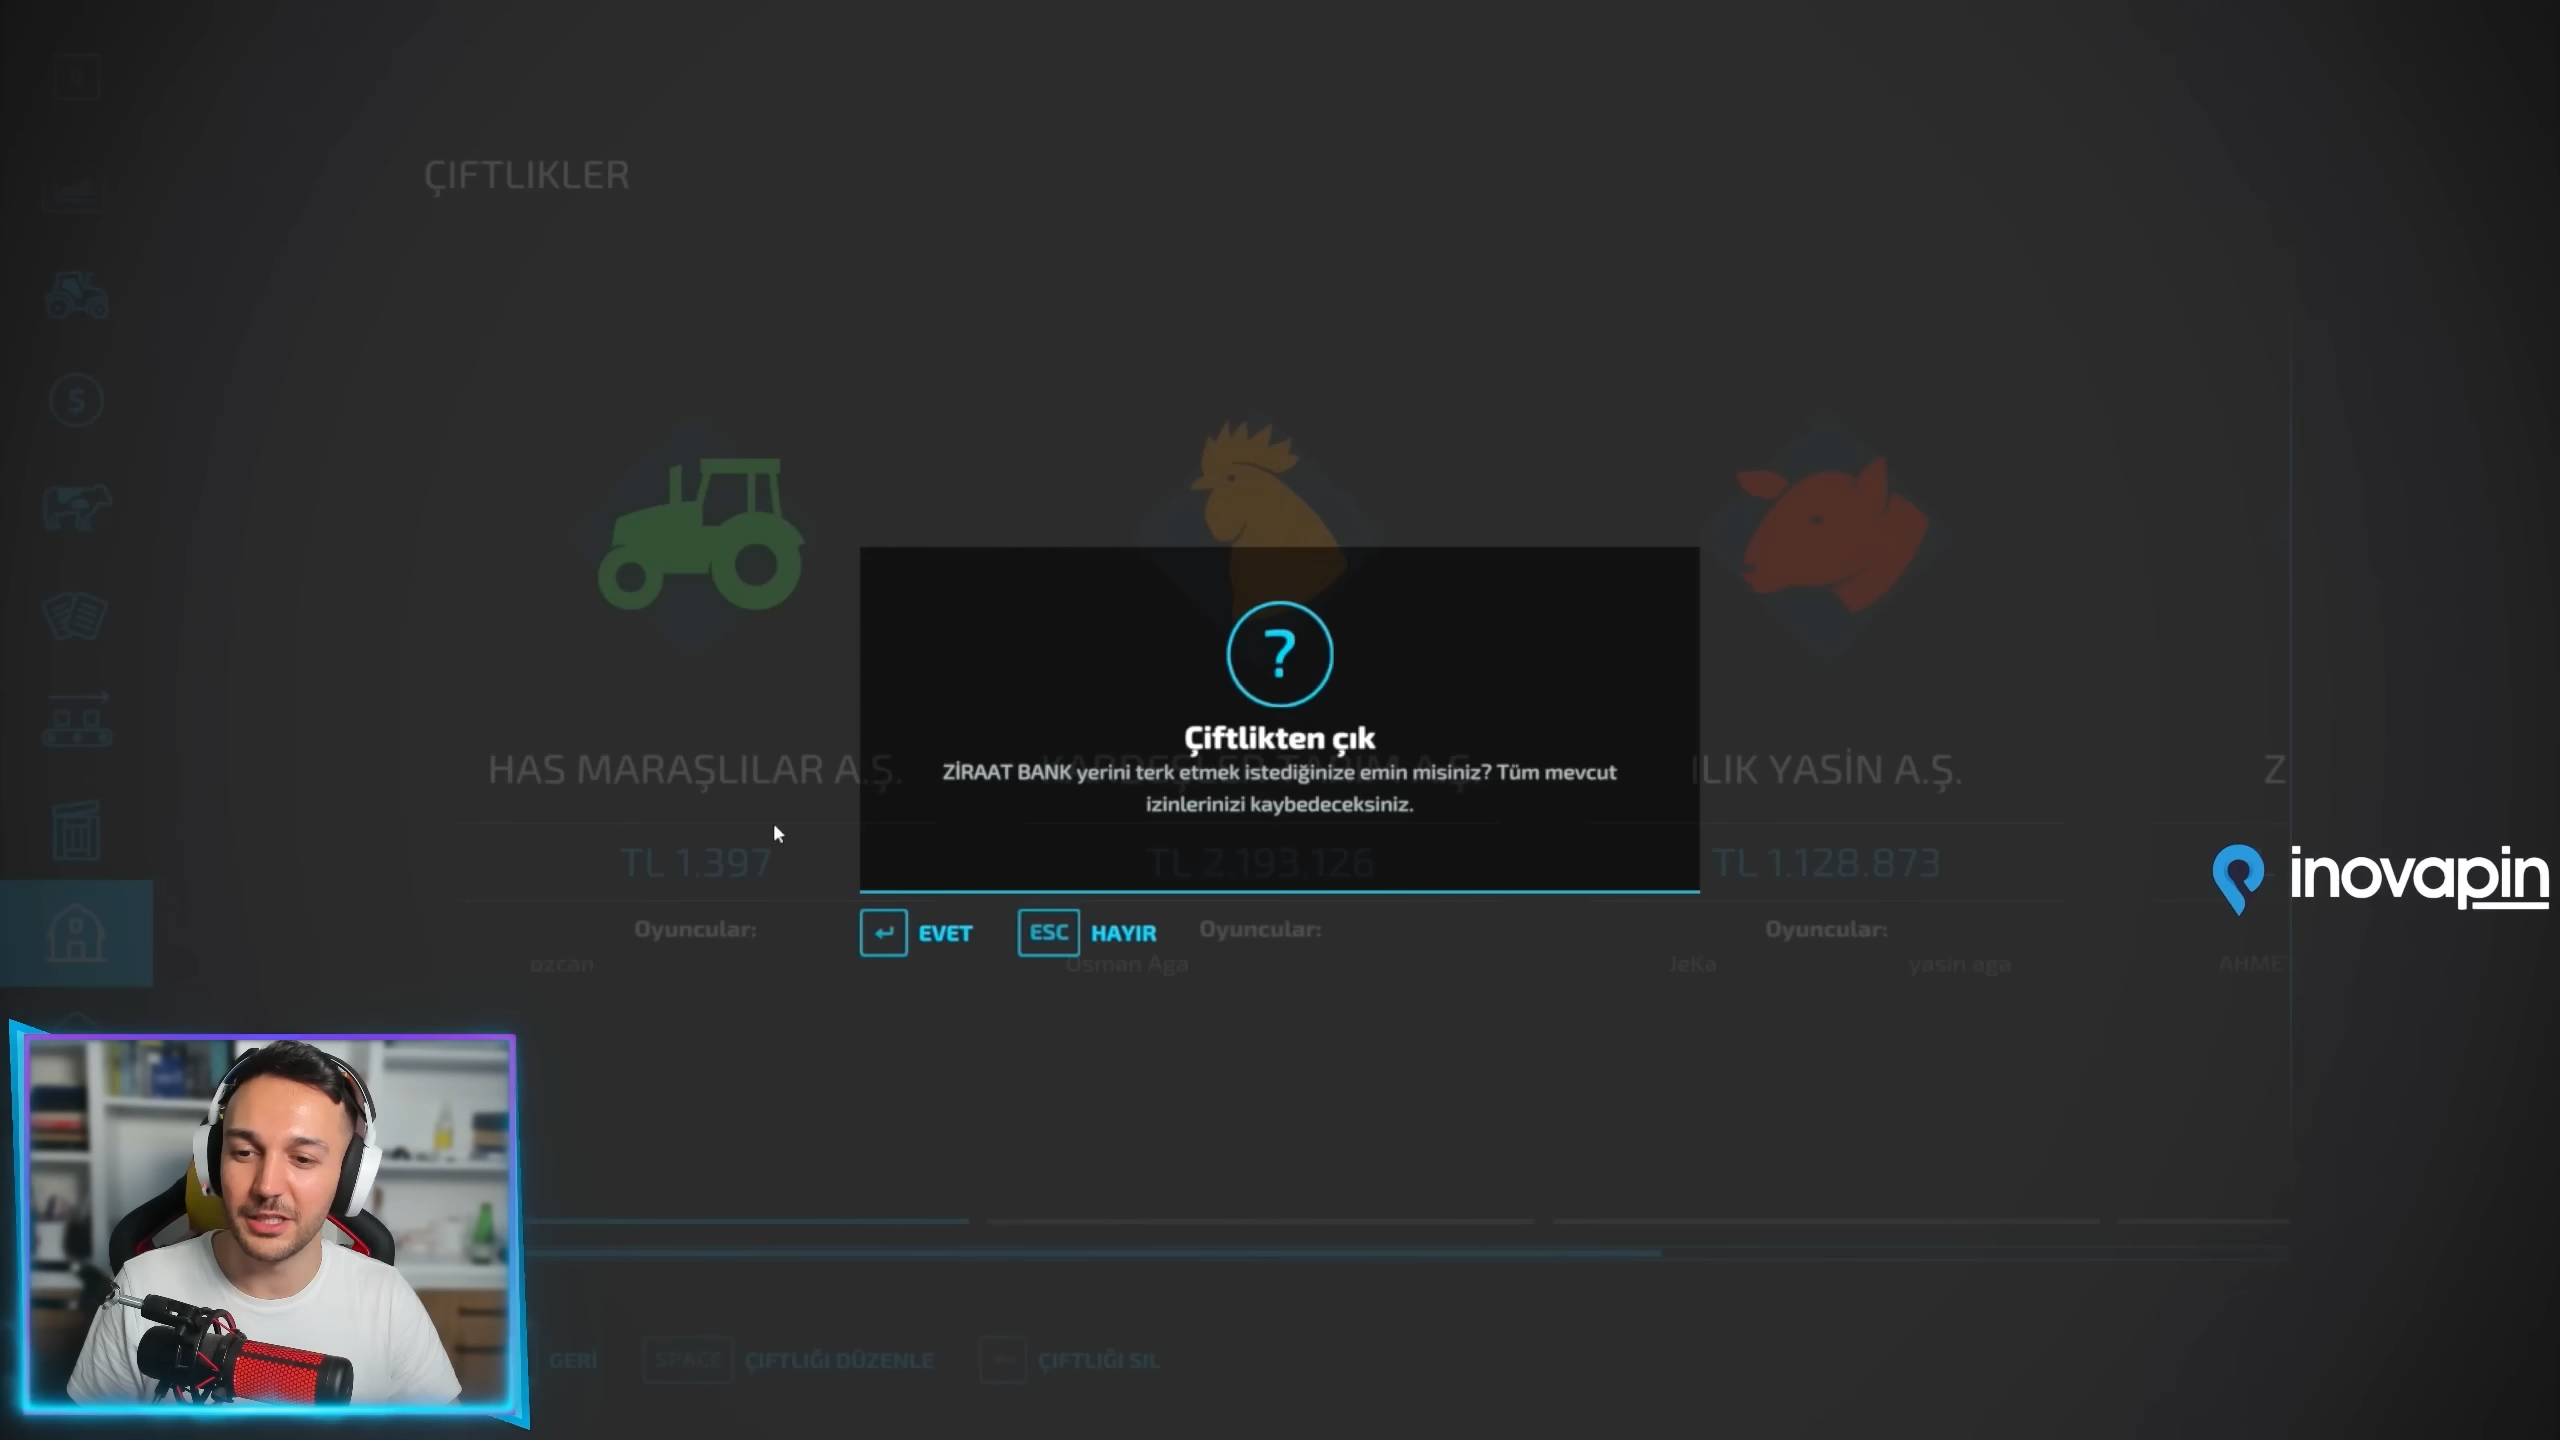 ÇIFTLIKLER
HAS MARAŞLILAR A.Ş.
ILIK YASİN A.Ş.
Z
Çiftlikten çık
ZİRAAT BANK yerini terk etmek istediğinize emin misiniz? Tüm mevcut
izinlerinizi kaybedeceksiniz.
TL 1.397
TL 2.193.126
TL 1.128.873
inovapin
Oyuncular:
EVET
ESC HAYIR
Oyuncular:
Oyuncular:
ozcan
Osman Aga
JeKa
yasin aga
AHME
GERİ
SPACE ÇIFTLIĞI DÜZENLE
ÇIFTLIĞI SIL